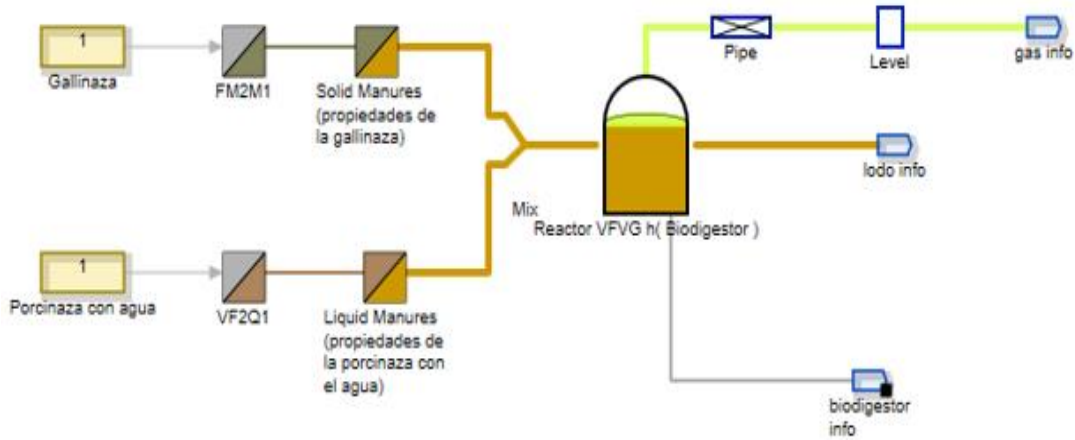 1
Gallinaza
FM2M1
Solid Manures
(propiedades de
la gallinaza)
Pipe
Level
gas info
lodo info
Mix
Reactor VFVG h( Biodigestor )
1
Porcinaza con agua
VF2Q1
Liquid Manures
(propiedades de
la porcinaza con
el agua)
biodigestor
info